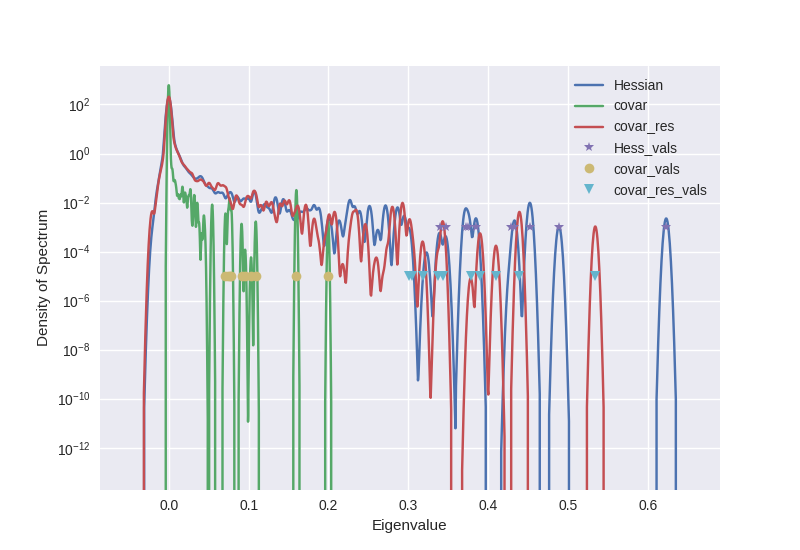 Hessian
covar
covar_res
Hess_vals
covar_vals
covar_res_vals
10^2
10^0
10^−2
10^−4
10^−6
10^−8
10^−10
10^−12
Density of Spectrum
0.0 0.1 0.2 0.3 0.4 0.5 0.6
Eigenvalue